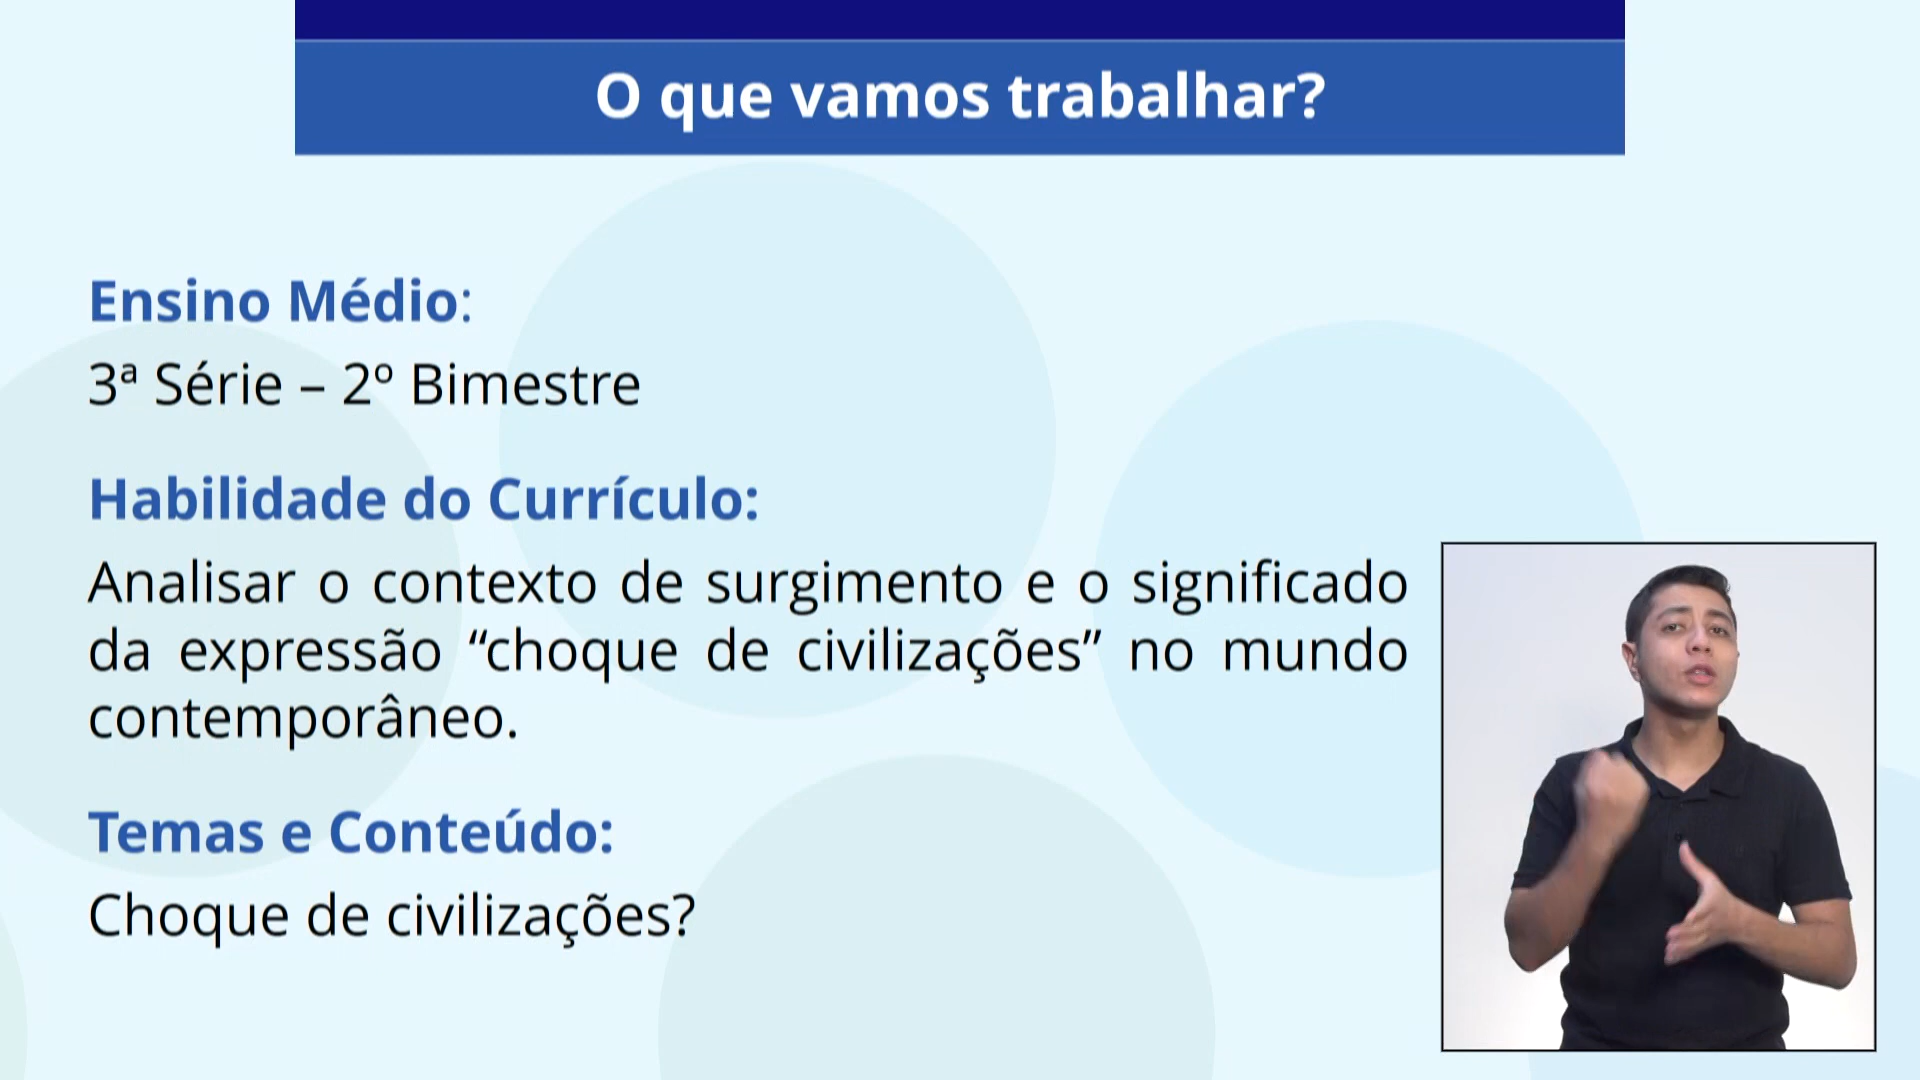 O que vamos trabalhar?
Ensino Médio:
3ª Série – 2º Bimestre
Habilidade do Currículo:
Analisar o contexto de surgimento e o significado
da expressão “choque de civilizações” no mundo
contemporâneo.
Temas e Conteúdo:
Choque de civilizações?